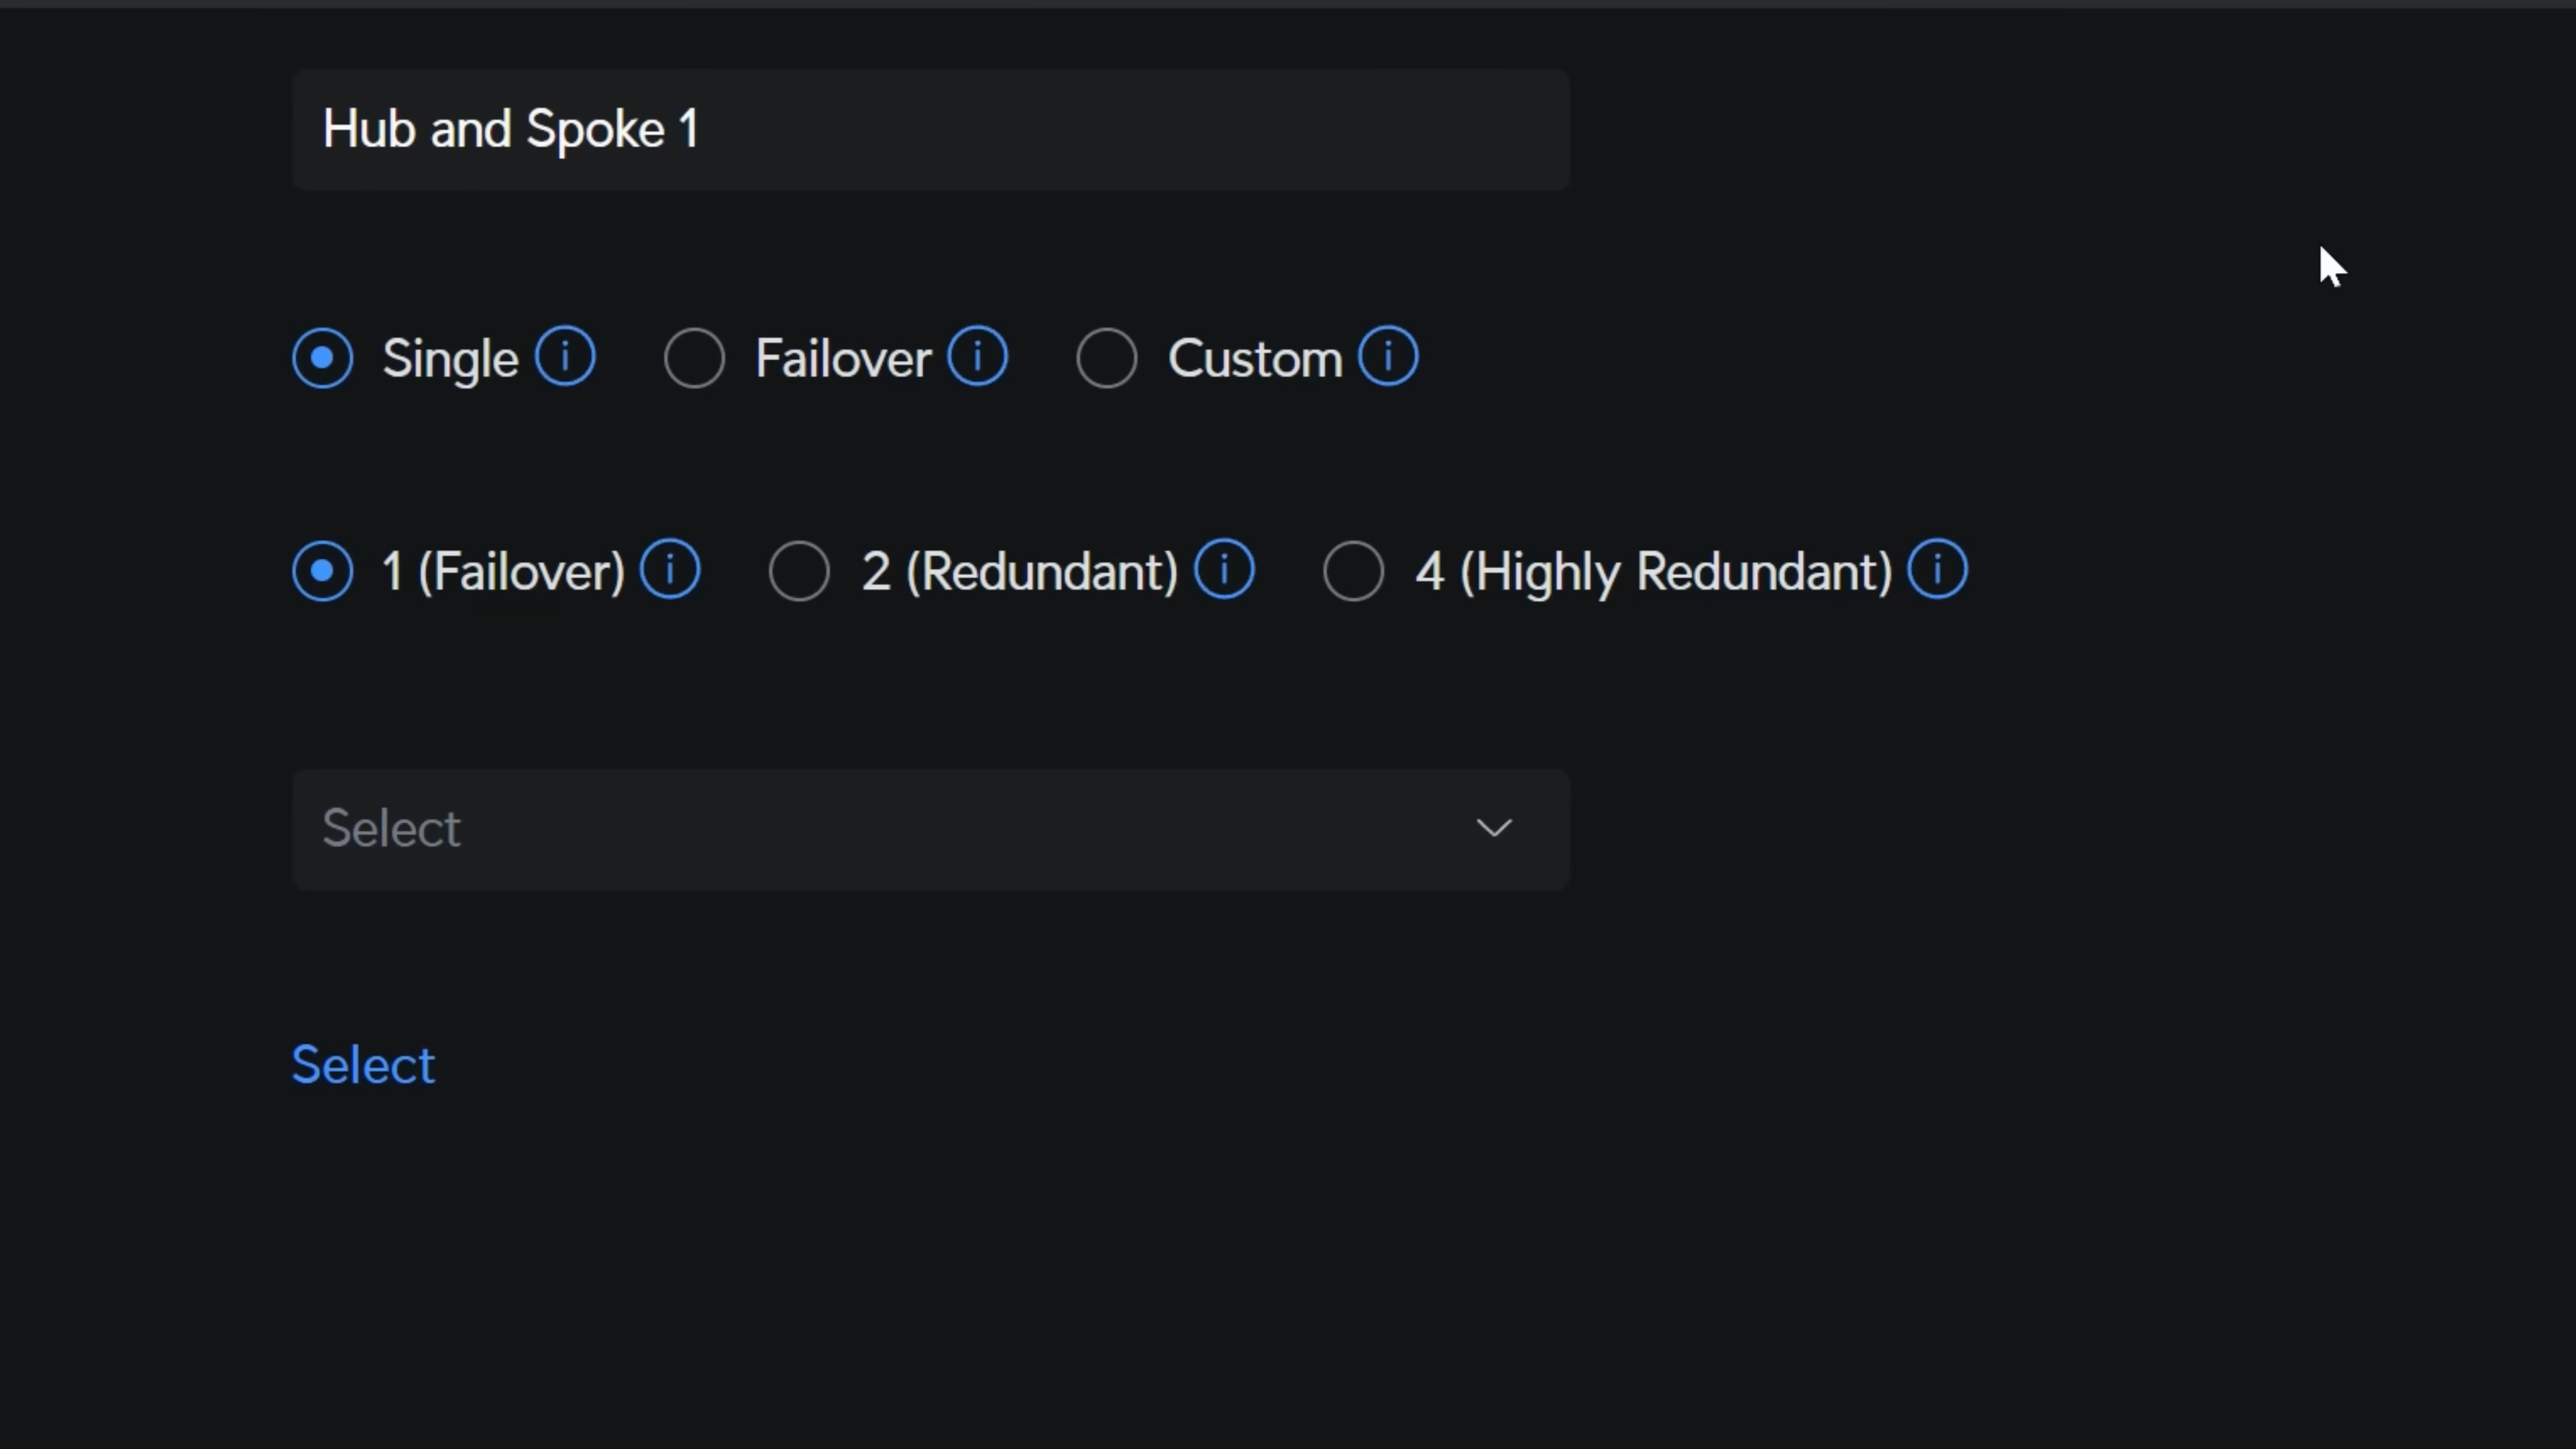 Hub and Spoke 1
Single Failover Custom
1 (Failover) 2 (Redundant) 4 (Highly Redundant)
Select
Select